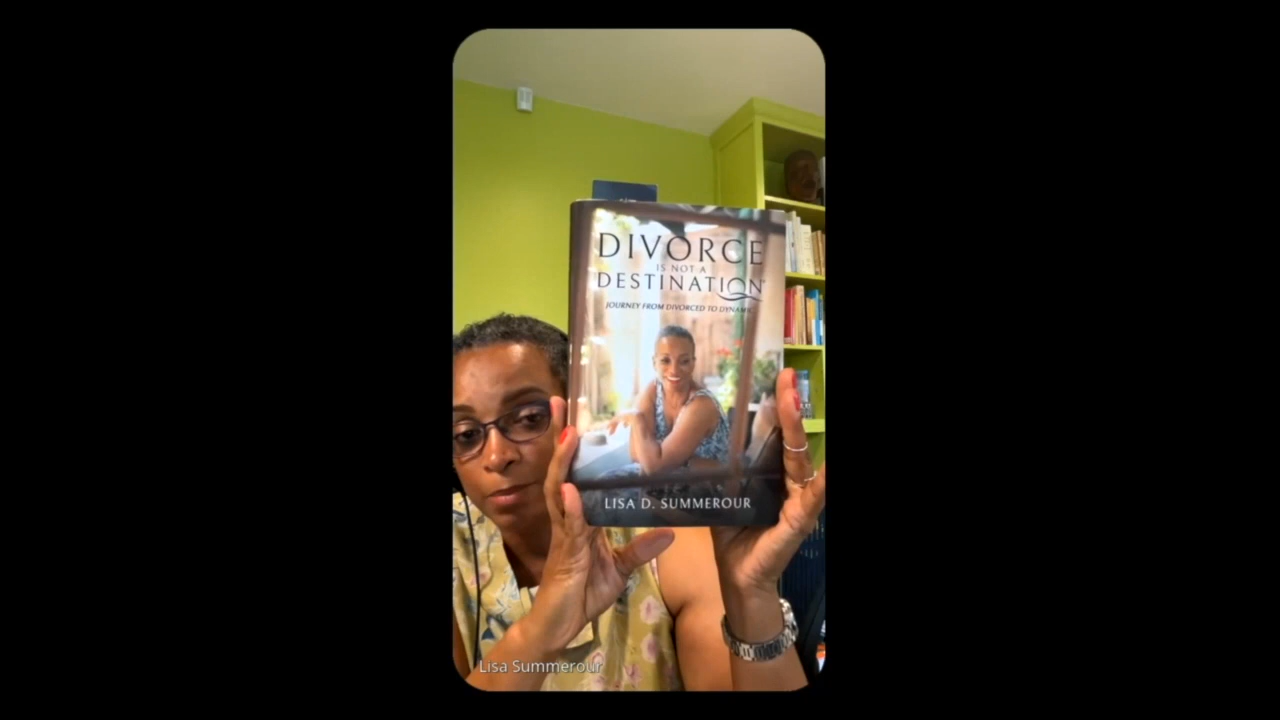 DIVORCE
IS NOT A
DESTINATION
JOURNEY FROM DIVORCED TO DYNAMIC
LISA D. SUMMEROUR
Lisa Summerour